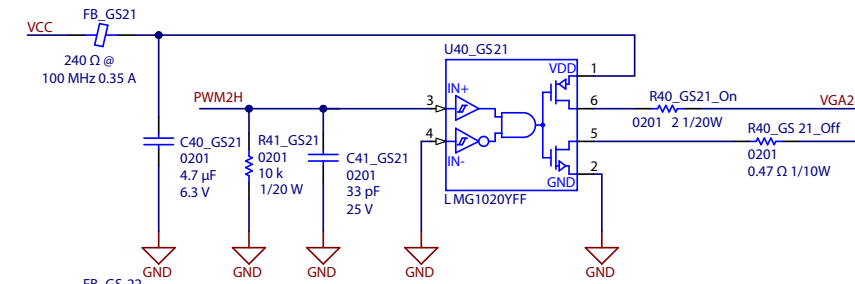 FB_GS21
VCC
240 Ω @
100 MHz 0.35 A
U40_GS21
VDD
1
PWM2H
3
IN+
6
R40_GS21_On
VGA2
0201 2 1/20W
4
IN-
5
R40_GS 21_Off
0201
0.47 Ω 1/10W
C40_GS21
0201
4.7 µF
6.3 V
R41_GS21
0201
10 k
1/20 W
C41_GS21
0201
33 pF
25 V
2
GND
LMG1020YFF
GND
GND
GND
GND
GND
FB_GS 22